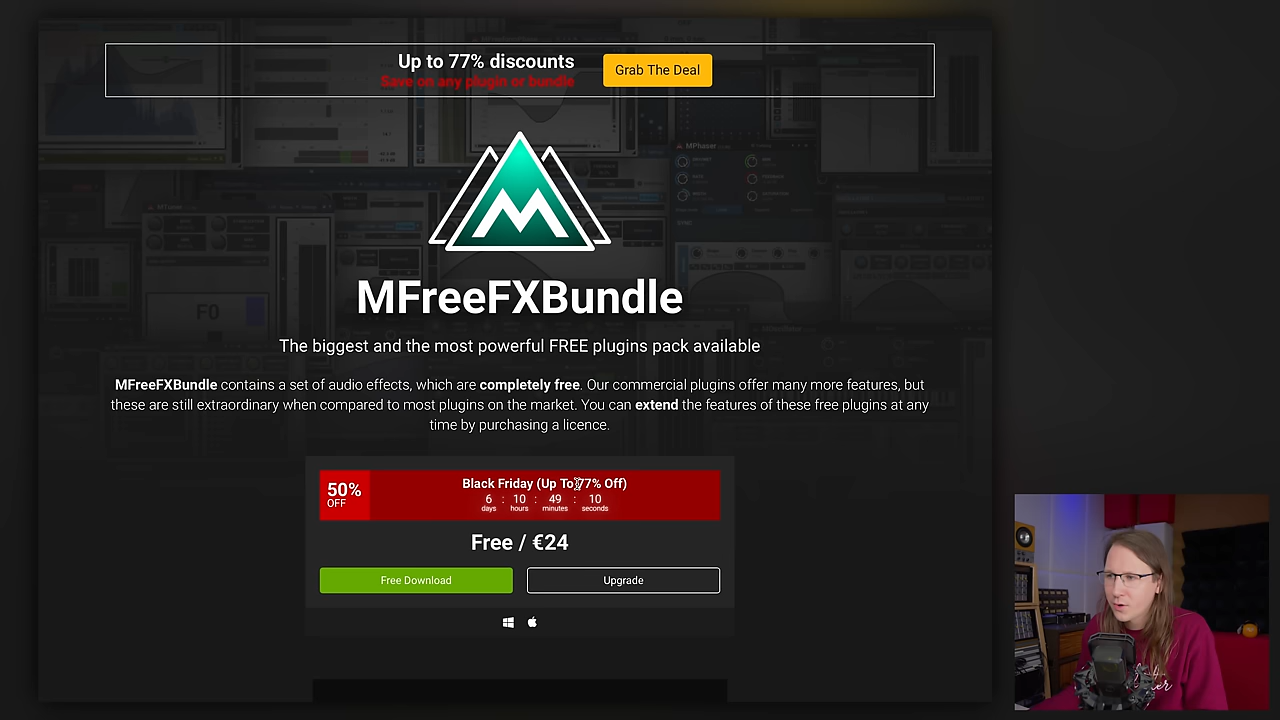 Up to 77% discounts
Save on any plugin or bundle
Grab The Deal
MPhaser
F0
M
MFreeFXBundle
The biggest and the most powerful FREE plugins pack available
MFreeFXBundle contains a set of audio effects, which are completely free. Our commercial plugins offer many more features, but
these are still extraordinary when compared to most plugins on the market. You can extend the features of these free plugins at any
time by purchasing a licence.
50%
OFF
Black Friday (Up To 77% Off)
6 : 10 : 49 : 10
days hours minutes seconds
Free / €24
Free Download
Upgrade